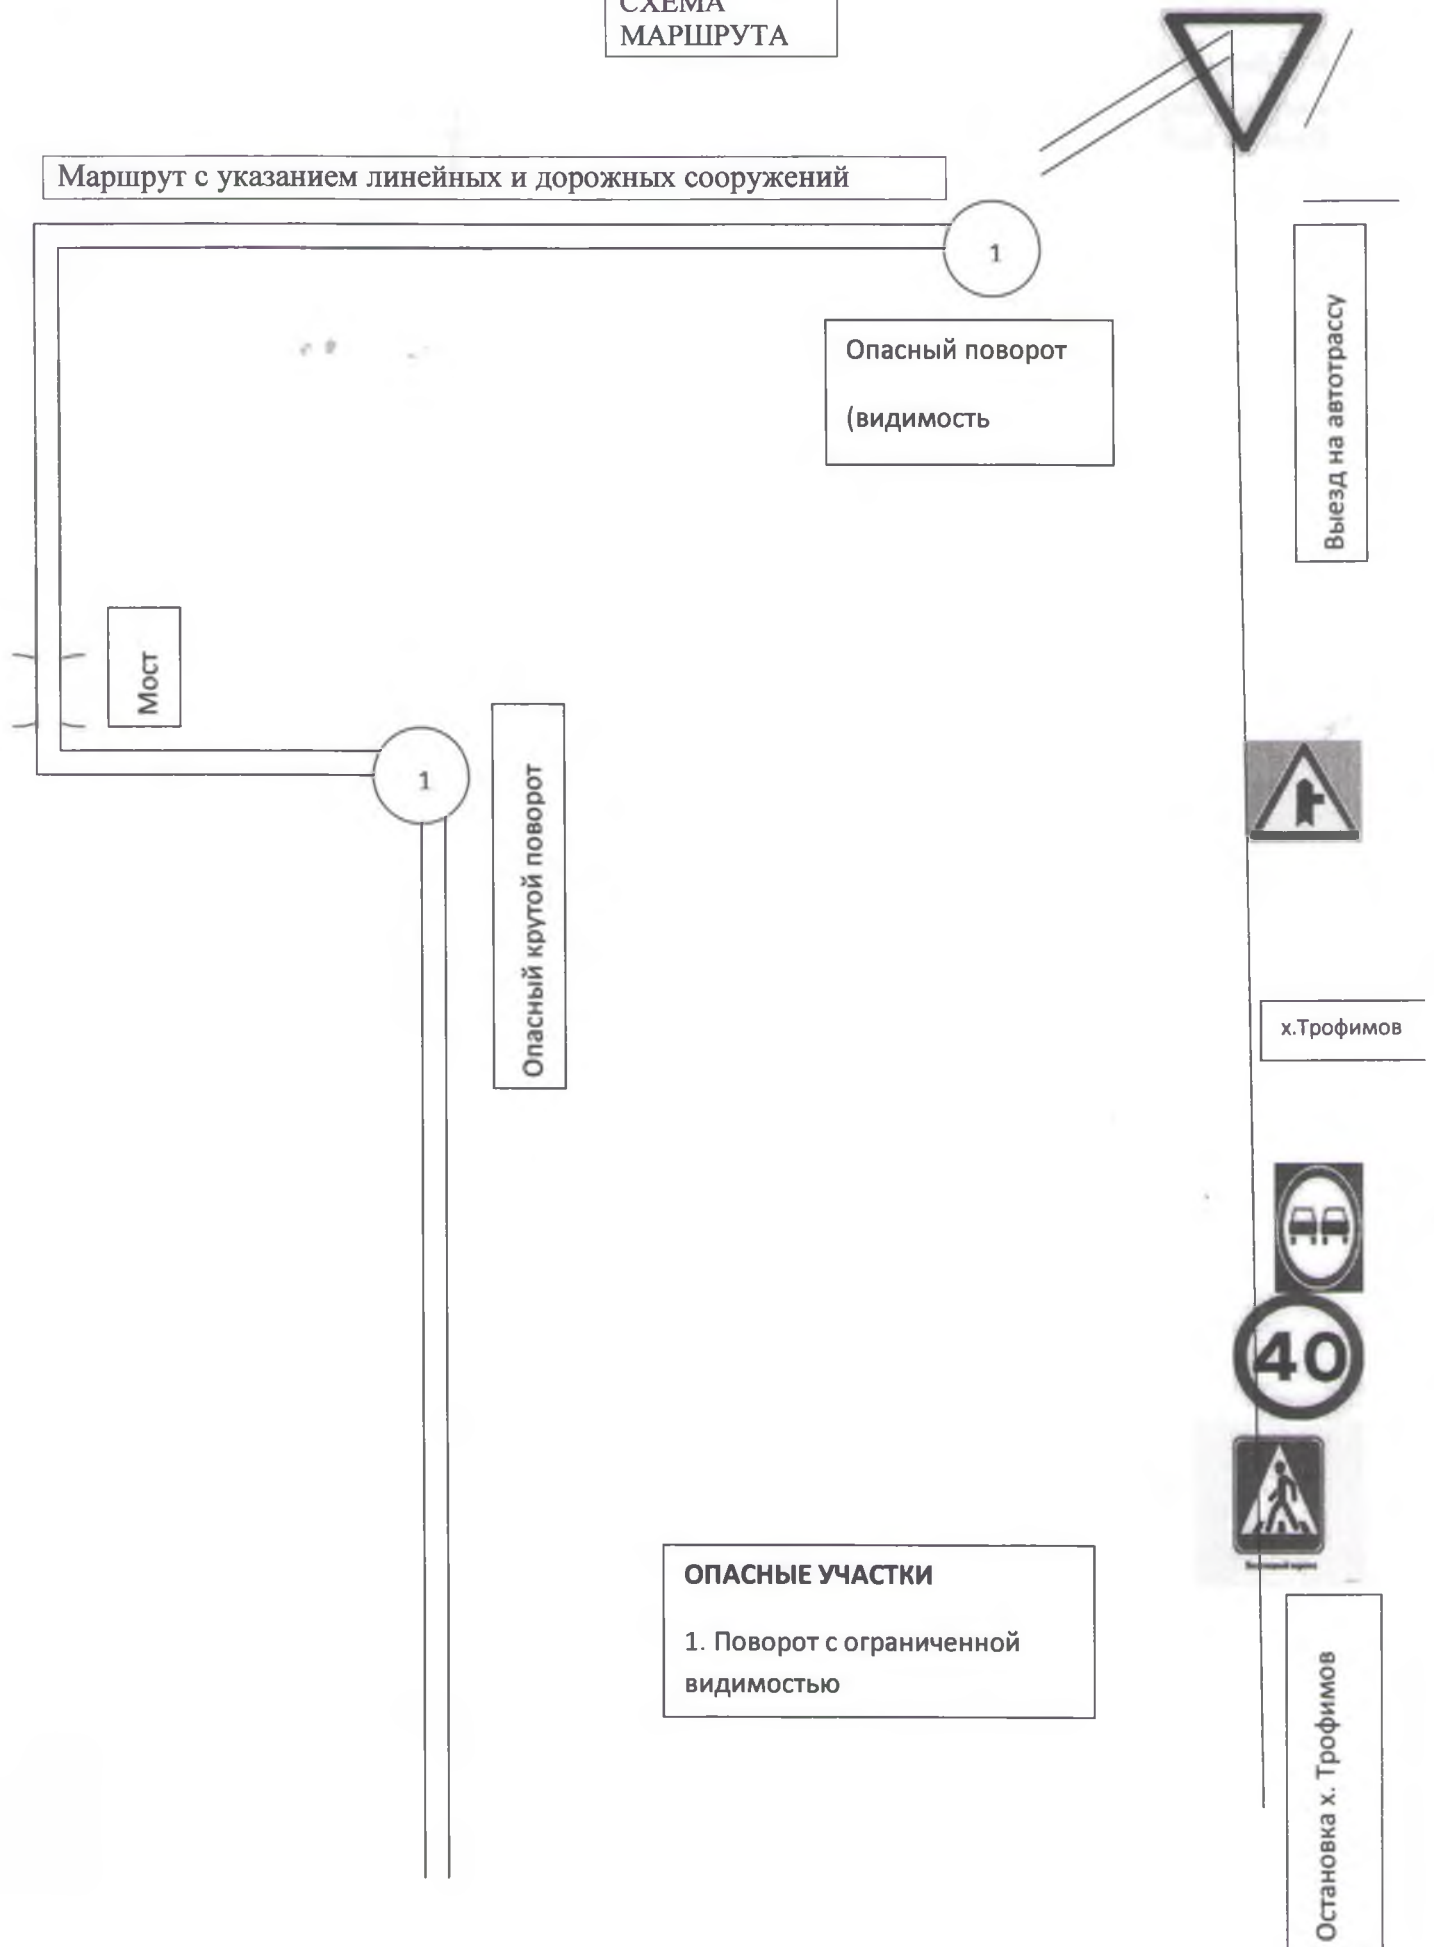 СХЕМА
МАРШРУТА
Маршрут с указанием линейных и дорожных сооружений
1
Опасный поворот
(видимость
Выезд на автотрассу
Мост
1
Опасный крутой поворот
х.Трофимов
40
ОПАСНЫЕ УЧАСТКИ
1. Поворот с ограниченной
видимостью
Остановка х. Трофимов